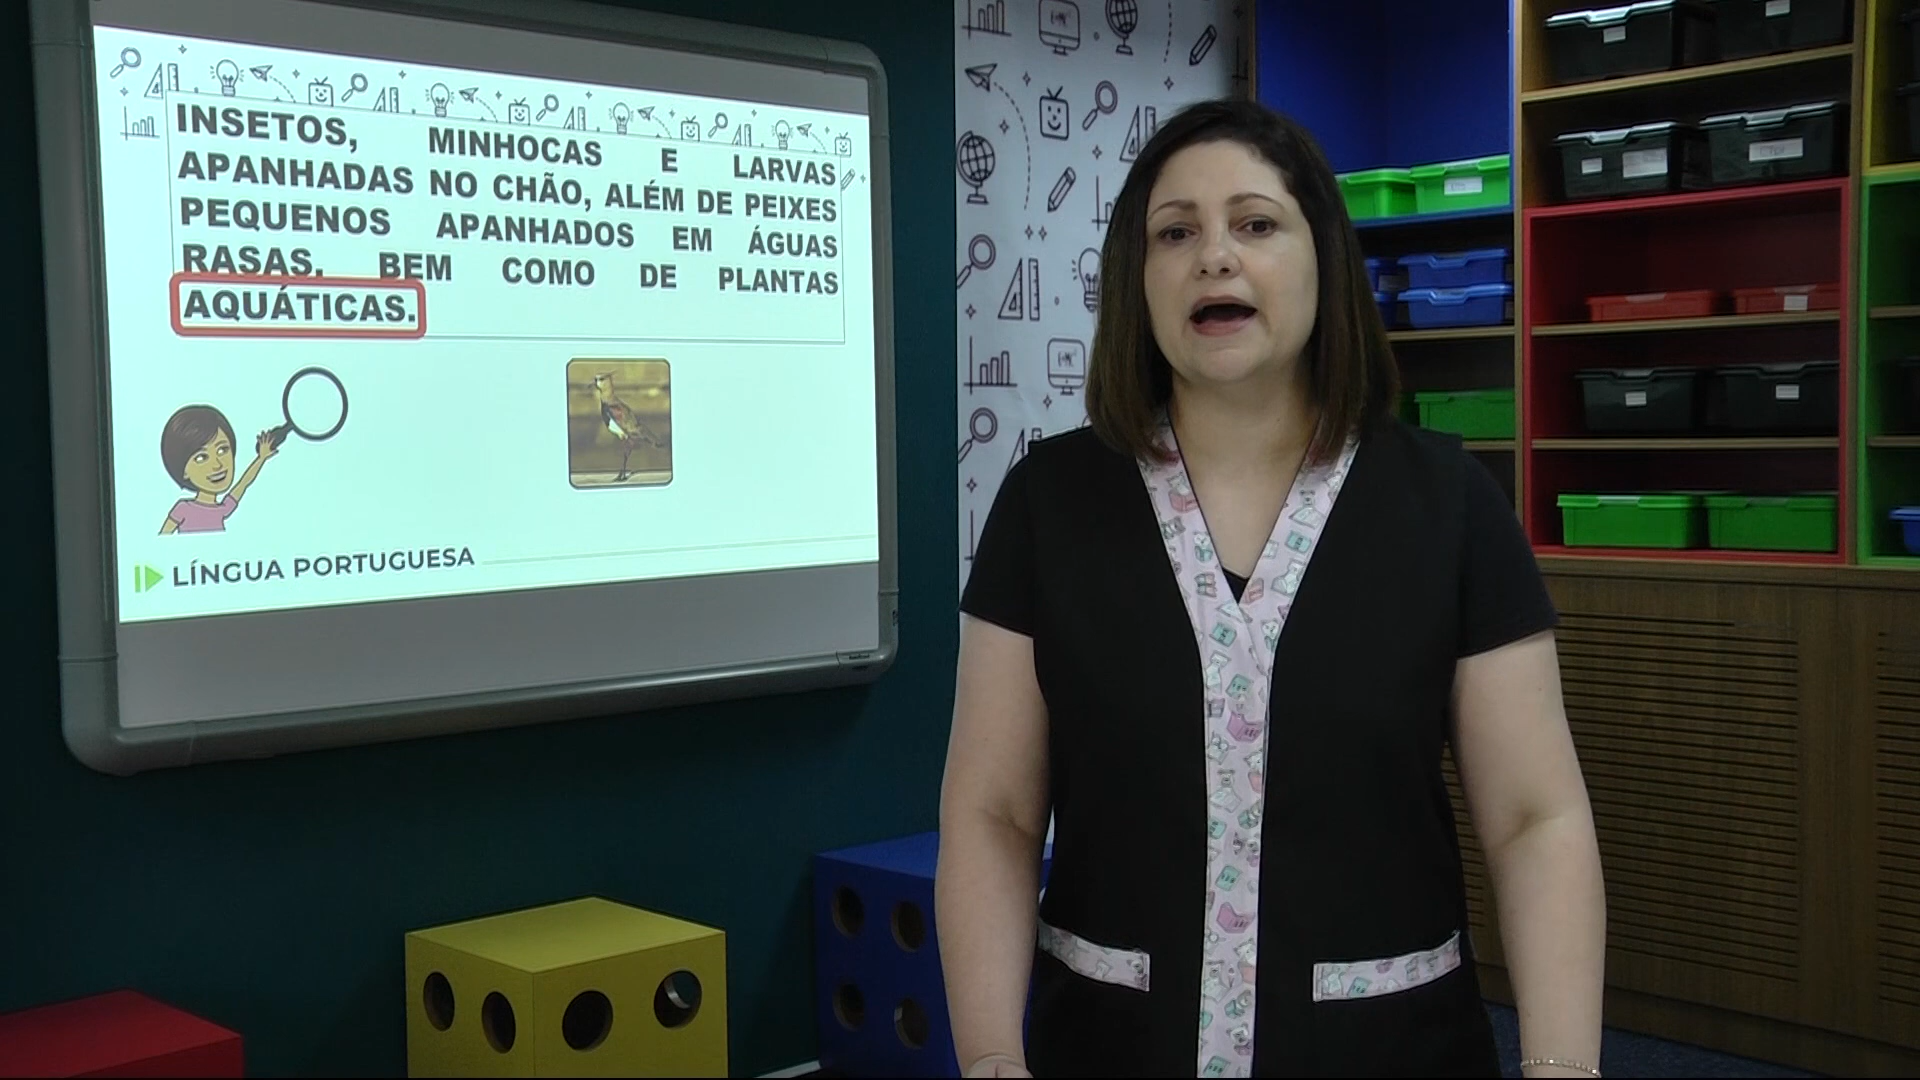 INSETOS, MINHOCAS E LARVAS
APANHADAS NO CHÃO, ALÉM DE PEIXES
PEQUENOS APANHADOS EM ÁGUAS
RASAS, BEM COMO DE PLANTAS
AQUÁTICAS.
LÍNGUA PORTUGUESA